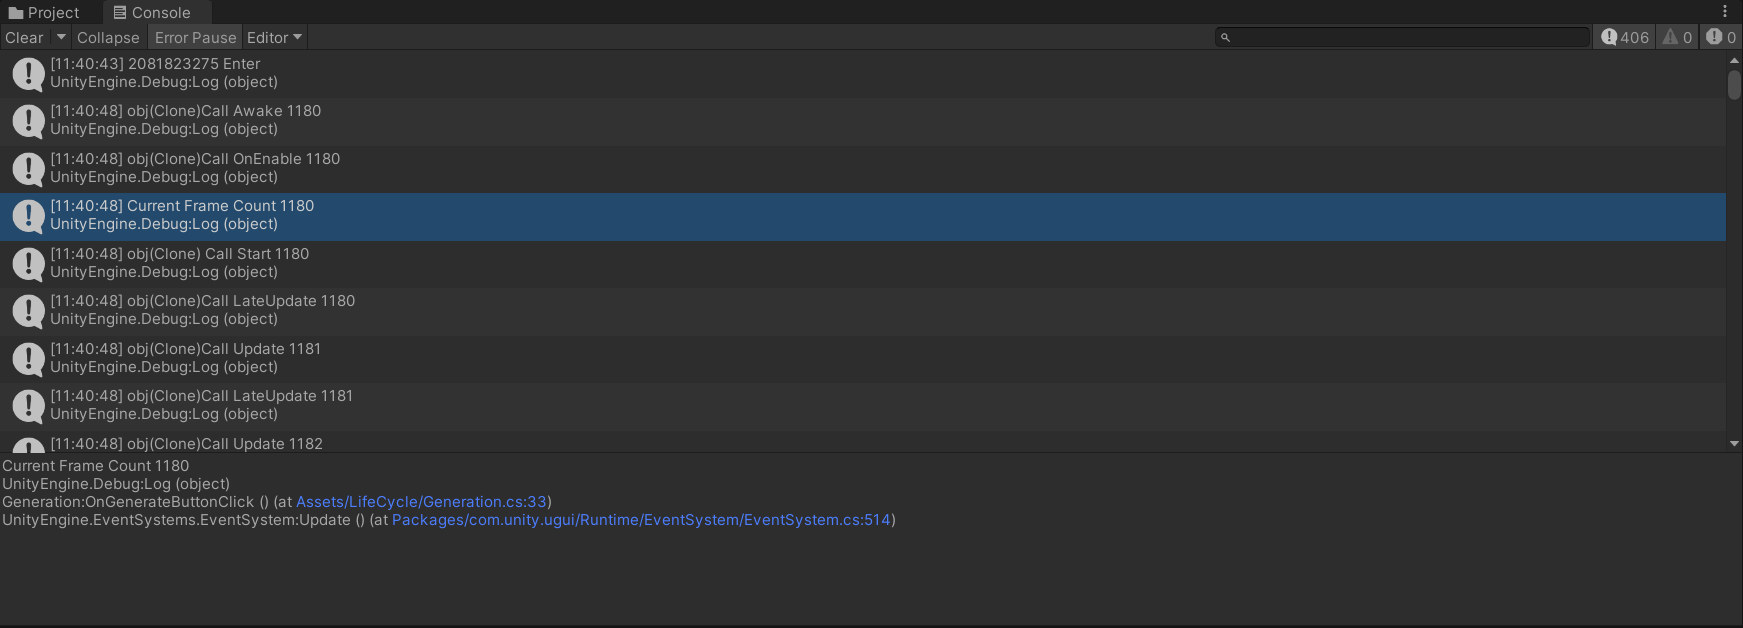 Project Console
Clear Collapse Error Pause Editor 406 0 0
[11:40:43] 2081823275 Enter
UnityEngine.Debug:Log (object)
[11:40:48] obj(Clone)Call Awake 1180
UnityEngine.Debug:Log (object)
[11:40:48] obj(Clone)Call OnEnable 1180
UnityEngine.Debug:Log (object)
[11:40:48] Current Frame Count 1180
UnityEngine.Debug:Log (object)
[11:40:48] obj(Clone) Call Start 1180
UnityEngine.Debug:Log (object)
[11:40:48] obj(Clone)Call LateUpdate 1180
UnityEngine.Debug:Log (object)
[11:40:48] obj(Clone)Call Update 1181
UnityEngine.Debug:Log (object)
[11:40:48] obj(Clone)Call LateUpdate 1181
UnityEngine.Debug:Log (object)
[11:40:48] obj(Clone)Call Update 1182
Current Frame Count 1180
UnityEngine.Debug:Log (object)
Generation:OnGenerateButtonClick () (at Assets/LifeCycle/Generation.cs:33)
UnityEngine.EventSystems.EventSystem:Update () (at Packages/com.unity.ugui/Runtime/EventSystem/EventSystem.cs:514)